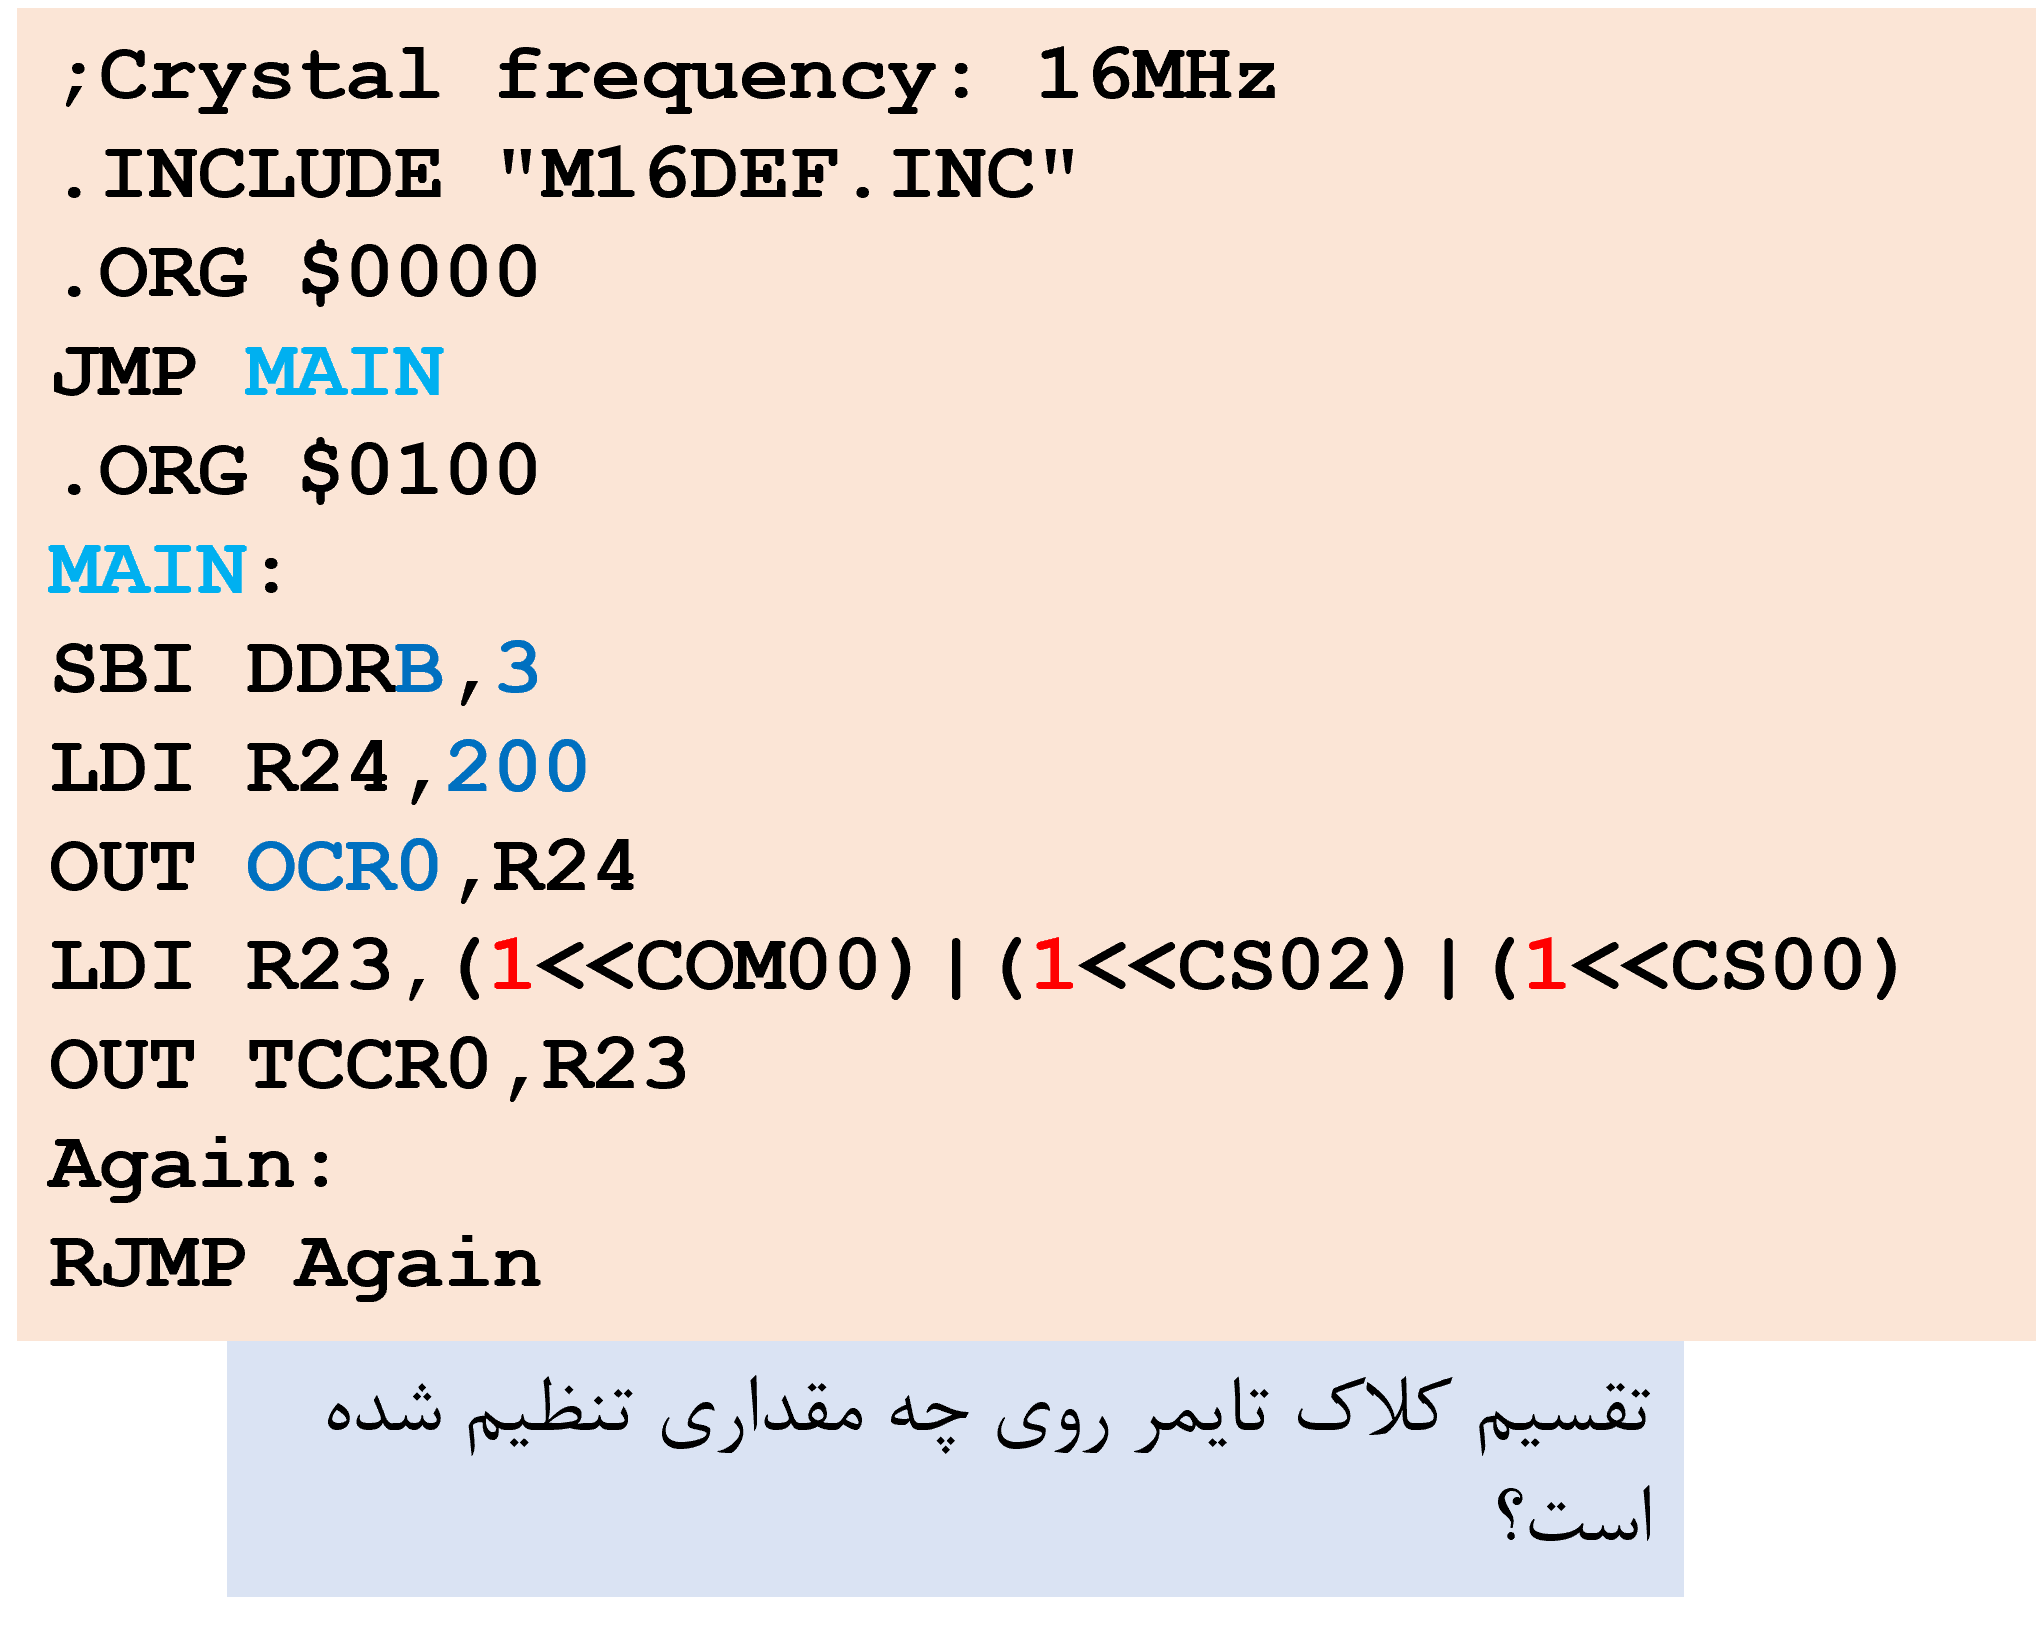 ;Crystal frequency: 16MHz
.INCLUDE "M16DEF.INC"
.ORG $0000
JMP MAIN
.ORG $0100
MAIN:
SBI DDRB,3
LDI R24,200
OUT OCR0,R24
LDI R23,(1<<COM00)|(1<<CS02)|(1<<CS00)
OUT TCCR0,R23
Again:
RJMP Again
تقسیم کلاک تایمر روی چه مقداری تنظیم شده
است؟